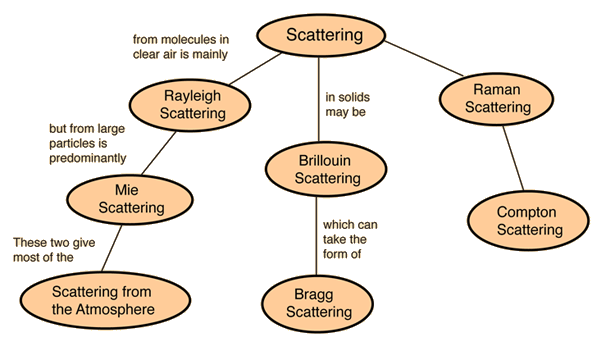 Scattering
from molecules in
clear air is mainly
Rayleigh
Scattering
in solids
may be
Raman
Scattering
but from large
particles is
predominantly
Brillouin
Scattering
Mie
Scattering
Compton
Scattering
These two give
most of the
which can
take the
form of
Scattering from
the Atmosphere
Bragg
Scattering